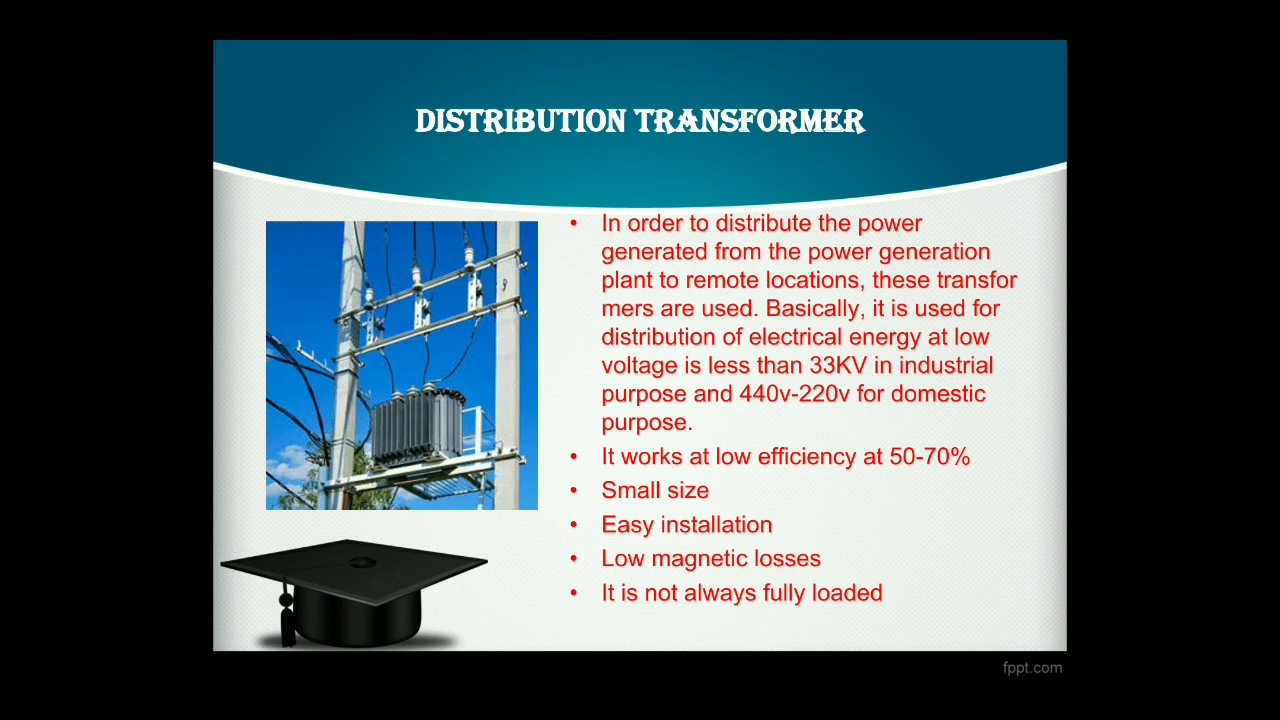 DISTRIBUTION TRANSFORMER
• In order to distribute the power
generated from the power generation
plant to remote locations, these transfor
mers are used. Basically, it is used for
distribution of electrical energy at low
voltage is less than 33KV in industrial
purpose and 440v-220v for domestic
purpose.
• It works at low efficiency at 50-70%
• Small size
• Easy installation
• Low magnetic losses
• It is not always fully loaded
fppt.com